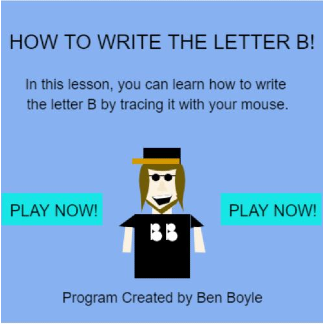 HOW TO WRITE THE LETTER B!
In this lesson, you can learn how to write
the letter B by tracing it with your mouse.
PLAY NOW!
BB
PLAY NOW!
Program Created by Ben Boyle